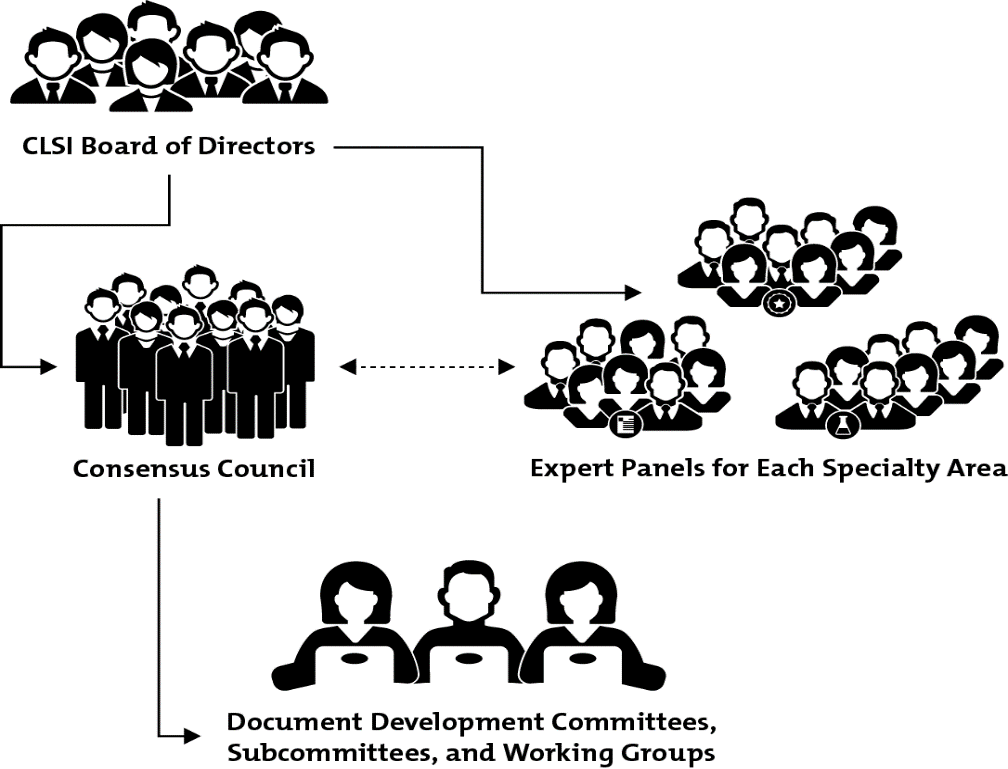 CLSI Board of Directors
Consensus Council
Expert Panels for Each Specialty Area
Document Development Committees,
Subcommittees, and Working Groups